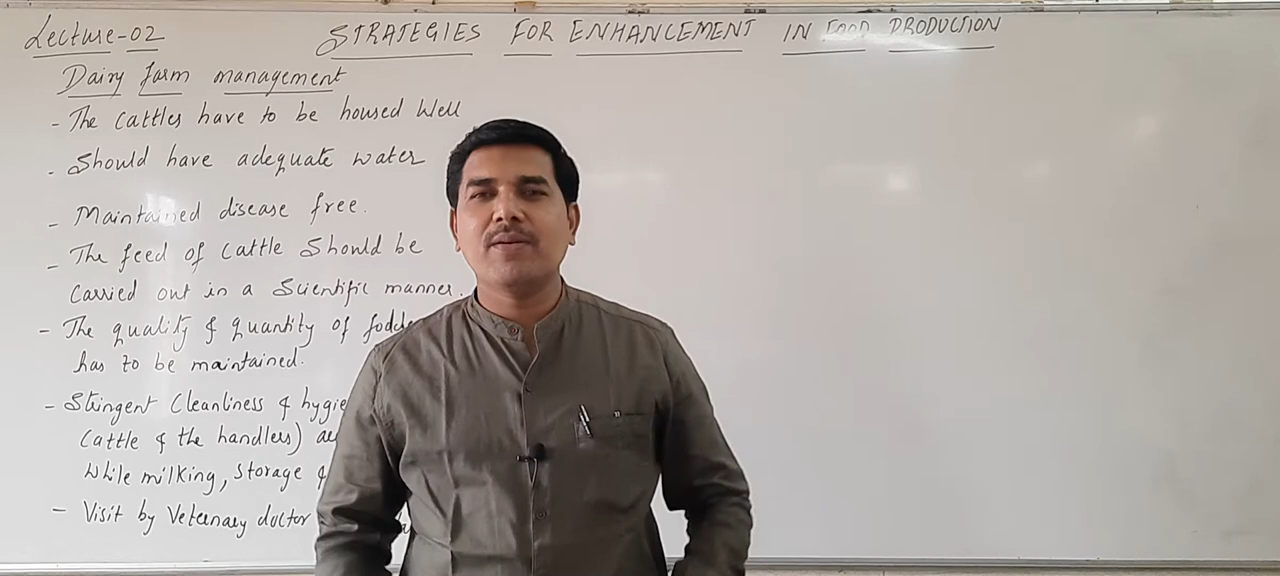 Lecture-02
STRATEGIES FOR ENHANCEMENT IN FOOD PRODUCTION
Dairy farm management
- The Cattles have to be housed well
- Should have adequate water
- Maintained disease free.
- The feed of Cattle Should be
Carried out in a Scientific manner.
- The quality & quantity of
has to be maintained.
- Stringent Cleanliness &
Cattle & the handlers)
While milking, Storage &
- Visit by Veternary doctor